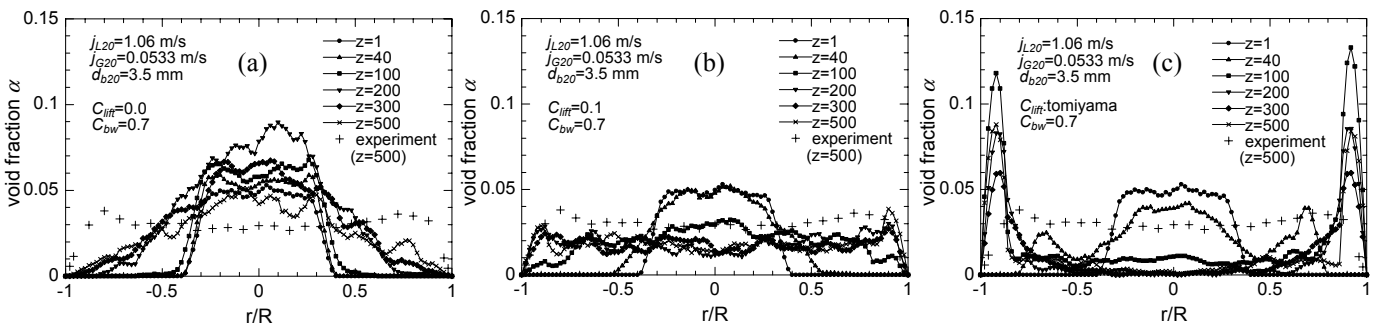 void fraction α
0.15
0.1
0.05
0
j_L20=1.06 m/s
j_G20=0.0533 m/s
d_b20=3.5 mm
C_lift=0.0
C_bw=0.7
(a)
z=1
z=40
z=100
z=200
z=300
z=500
experiment
(z=500)
-1 -0.5 0 0.5 1
r/R
void fraction α
0.15
0.1
0.05
0
j_L20=1.06 m/s
j_G20=0.0533 m/s
d_b20=3.5 mm
C_lift=0.1
C_bw=0.7
(b)
z=1
z=40
z=100
z=200
z=300
z=500
experiment
(z=500)
-1 -0.5 0 0.5 1
r/R
void fraction α
0.15
0.1
0.05
0
j_L20=1.06 m/s
j_G20=0.0533 m/s
d_b20=3.5 mm
C_lift:tomiyama
C_bw=0.7
(c)
z=1
z=40
z=100
z=200
z=300
z=500
experiment
(z=500)
-1 -0.5 0 0.5 1
r/R